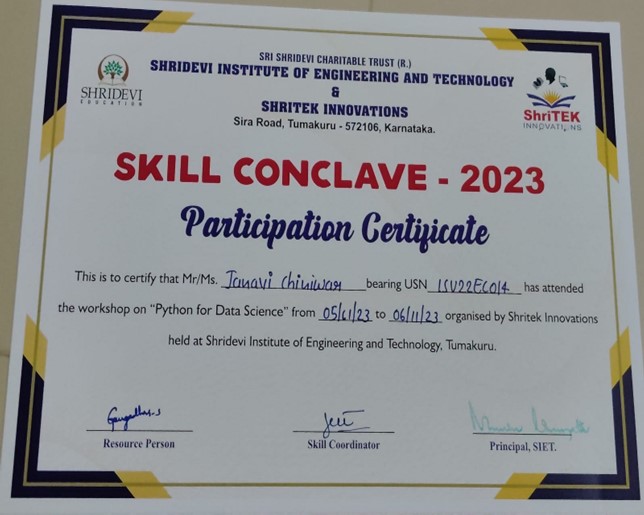 SRI SHRIDEVI CHARITABLE TRUST (R.)
SHRIDEVI INSTITUTE OF ENGINEERING AND TECHNOLOGY
&
SHRITEK INNOVATIONS
Sira Road, Tumakuru - 572106, Karnataka.
SHRIDEVI
EDUCATION
ShriTEK
INNOVATIONS
SKILL CONCLAVE - 2023
Participation Certificate
This is to certify that Mr/Ms. Janavi Chiniwar bearing USN 1SV22EC014 has attended
the workshop on "Python for Data Science" from 05/11/23 to 06/11/23 organised by Shritek Innovations
held at Shridevi Institute of Engineering and Technology, Tumakuru.
Resource Person
Skill Coordinator
Principal, SIET.